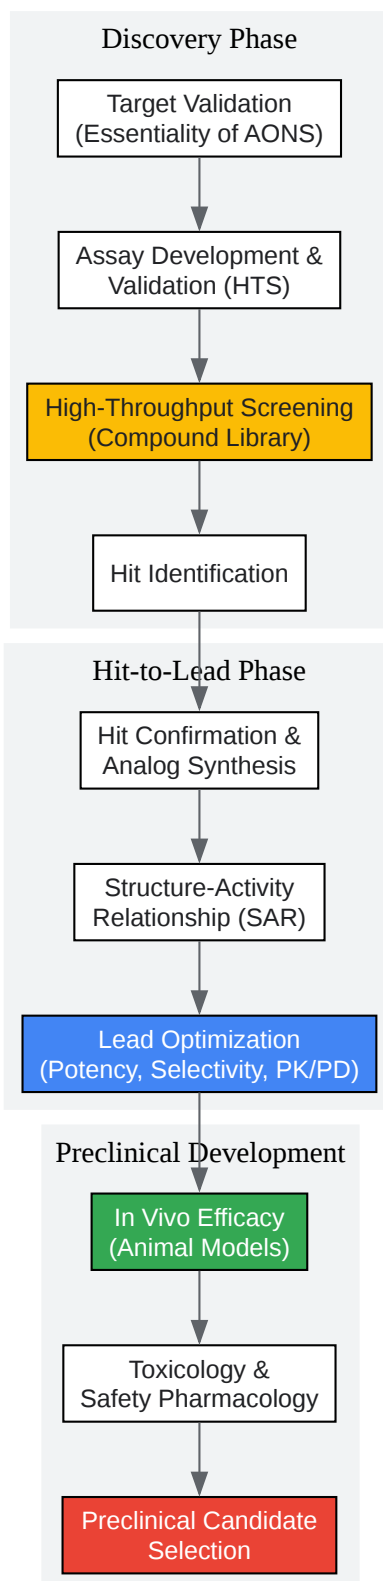 Discovery Phase
Target Validation
(Essentiality of AONS)
Assay Development &
Validation (HTS)
High-Throughput Screening
(Compound Library)
Hit Identification
Hit-to-Lead Phase
Hit Confirmation &
Analog Synthesis
Structure-Activity
Relationship (SAR)
Lead Optimization
(Potency, Selectivity, PK/PD)
Preclinical Development
In Vivo Efficacy
(Animal Models)
Toxicology &
Safety Pharmacology
Preclinical Candidate
Selection